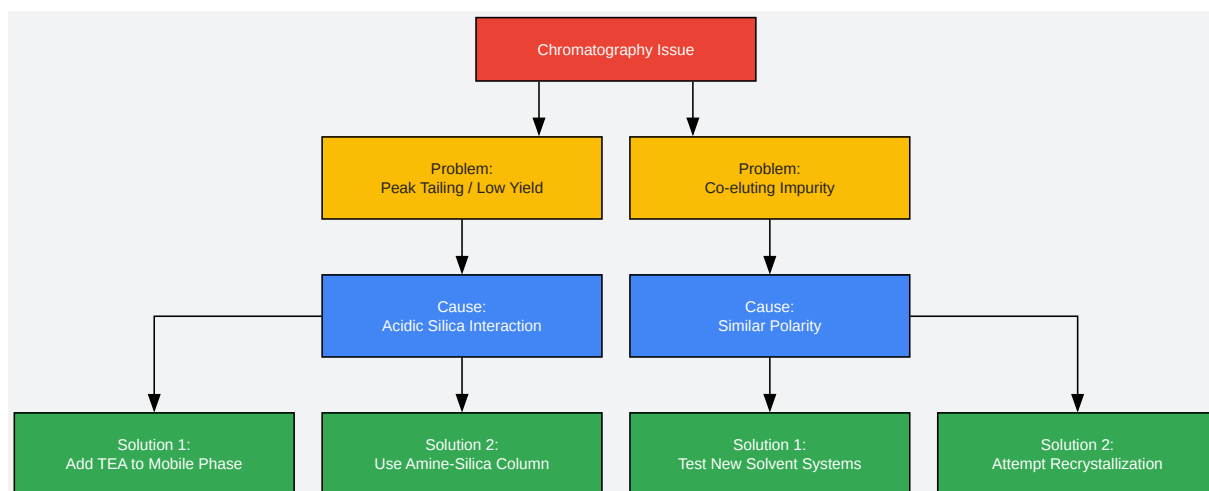 Chromatography Issue
Problem:
Peak Tailing / Low Yield
Problem:
Co-eluting Impurity
Cause:
Acidic Silica Interaction
Cause:
Similar Polarity
Solution 1:
Add TEA to Mobile Phase
Solution 2:
Use Amine-Silica Column
Solution 1:
Test New Solvent Systems
Solution 2:
Attempt Recrystallization